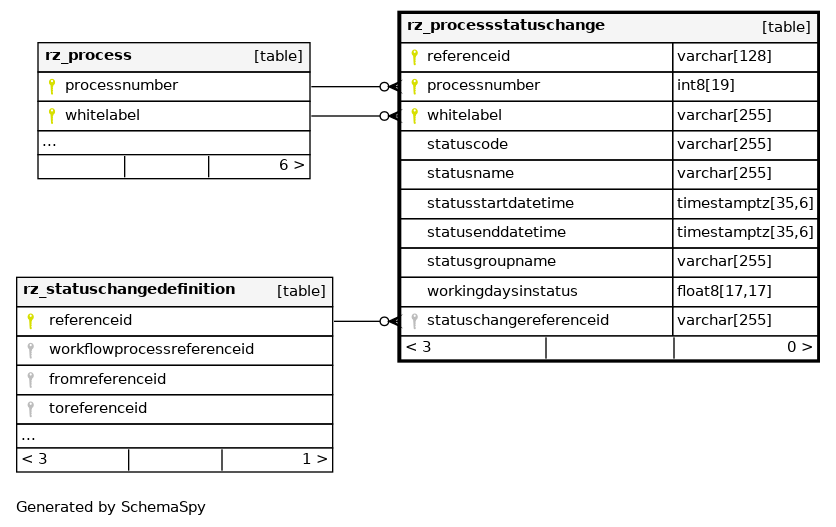 rz_process [table]
processnumber
whitelabel
...
6 >
rz_processstatuschange [table]
referenceid varchar[128]
processnumber int8[19]
whitelabel varchar[255]
statuscode varchar[255]
statusname varchar[255]
statusstartdatetime timestamptz[35,6]
statusenddatetime timestamptz[35,6]
statusgroupname varchar[255]
workingdaysinstatus float8[17,17]
statuschangereferenceid varchar[255]
< 3 0 >
rz_statuschangedefinition [table]
referenceid
workflowprocessreferenceid
fromreferenceid
toreferenceid
...
< 3 1 >
Generated by SchemaSpy